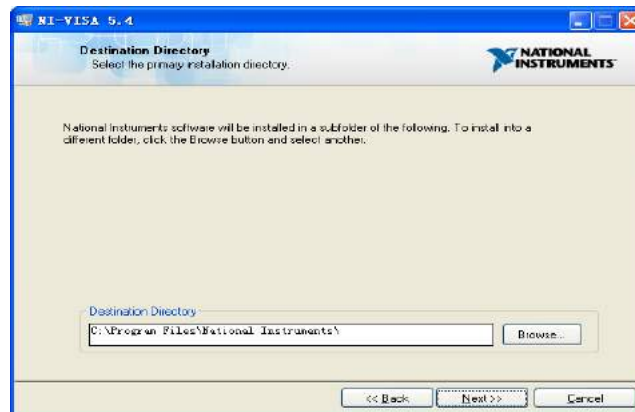 NI-VISA 5.4
Destination Directory
Select the primary installation directory.
NATIONAL
INSTRUMENTS
National Instruments software will be installed in a subfolder of the following. To install into a
different folder, click the Browse button and select another.
Destination Directory
C:\Program Files\National Instruments\
Browse...
<< Back
Next >>
Cancel